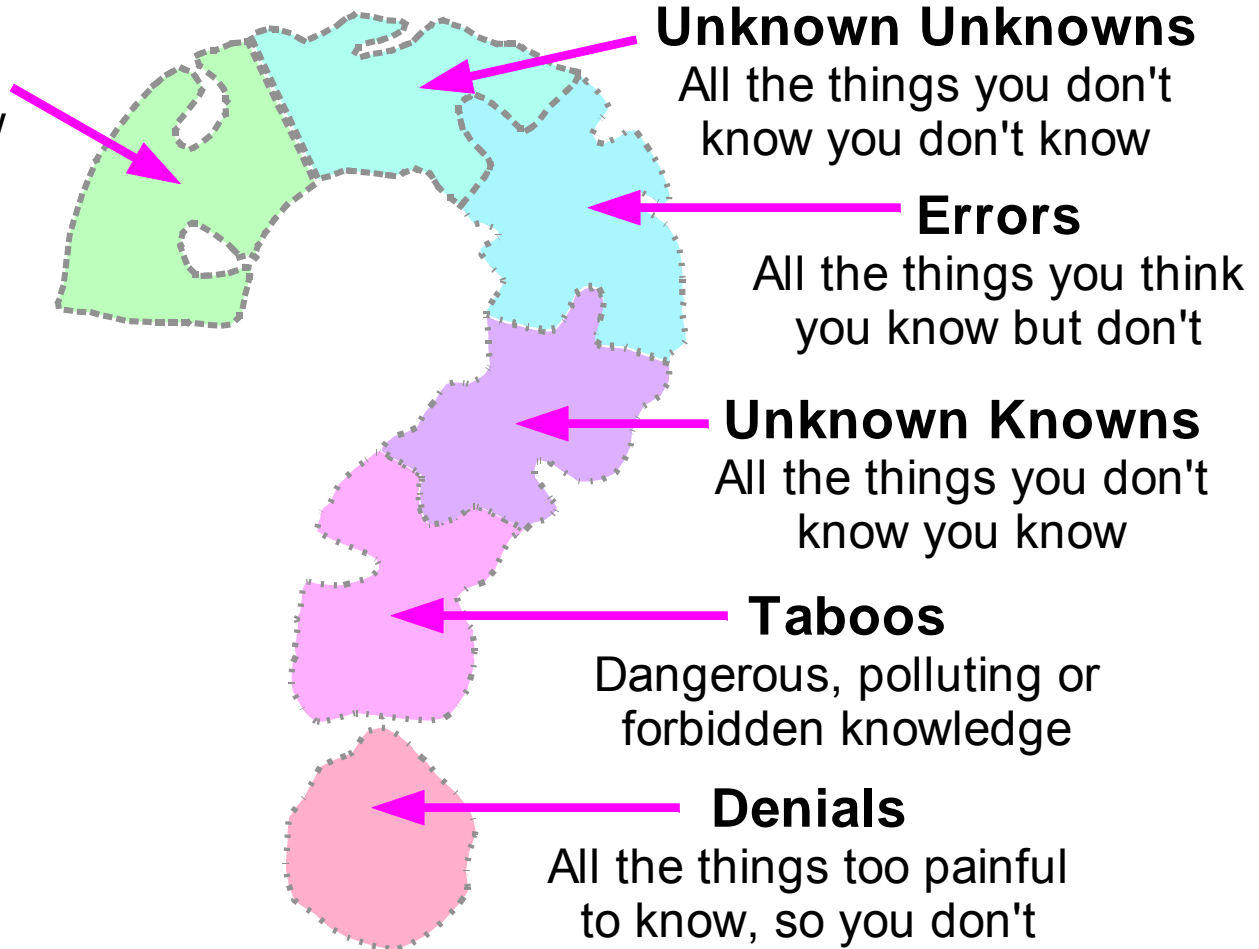 Unknown Unknowns
All the things you don't
know you don't know
Errors
All the things you think
you know but don't
Unknown Knowns
All the things you don't
know you know
Taboos
Dangerous, polluting or
forbidden knowledge
Denials
All the things too painful
to know, so you don't